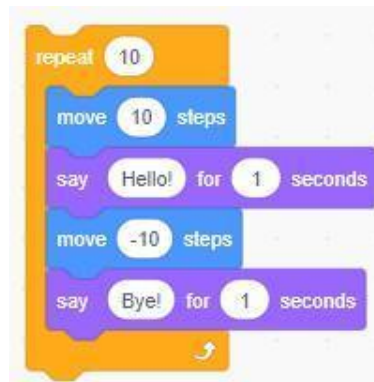 repeat 10
move 10 steps
say Hello! for 1 seconds
move -10 steps
say Bye! for 1 seconds